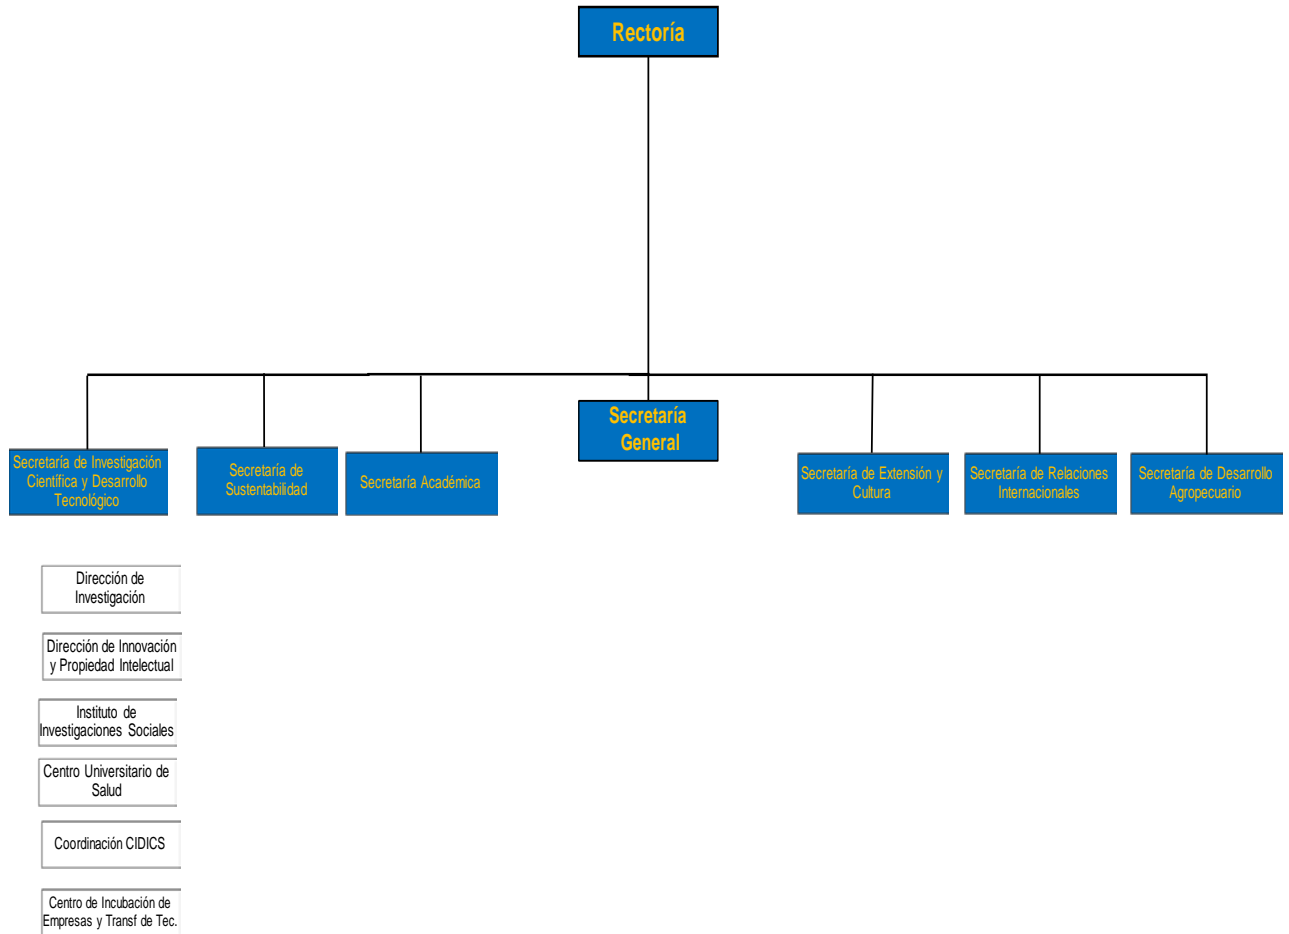 Rectoría
Secretaría
General
Secretaría de Investigación
Científica y Desarrollo
Tecnológico
Secretaría de
Sustentabilidad
Secretaría Académica
Secretaría de Extensión y
Cultura
Secretaría de Relaciones
Internacionales
Secretaría de Desarrollo
Agropecuario
Dirección de
Investigación
Dirección de Innovación
y Propiedad Intelectual
Instituto de
Investigaciones Sociales
Centro Universitario de
Salud
Coordinación CIDICS
Centro de Incubación de
Empresas y Transf de Tec.